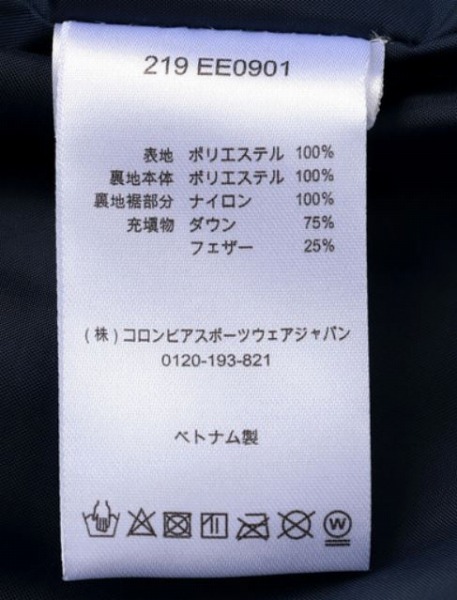 219 EE0901
表地 ポリエステル 100%
裏地本体 ポリエステル 100%
裏地裾部分 ナイロン 100%
充填物 ダウン 75%
フェザー 25%
(株)コロンビアスポーツウェアジャパン
0120-193-821
ベトナム製
W